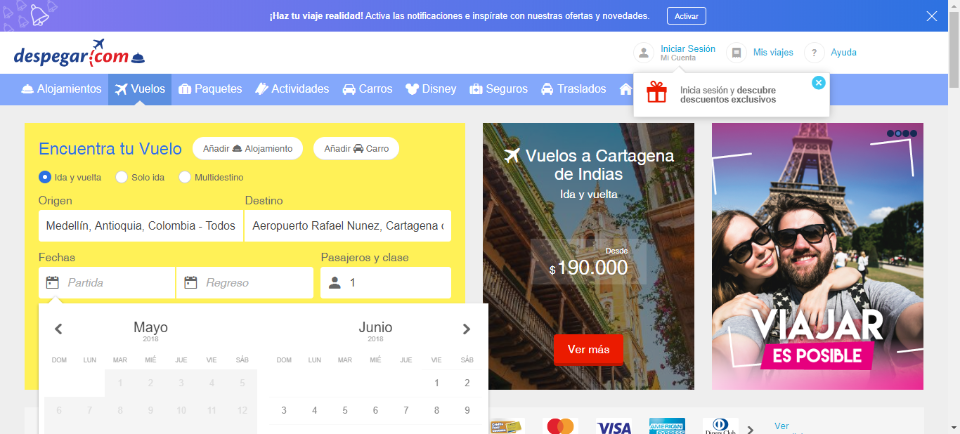 ¡Haz tu viaje realidad! Activa las notificaciones e inspírate con nuestras ofertas y novedades. Activar
despegar.com
Iniciar Sesión
Mi Cuenta
Mis viajes
? Ayuda
Alojamientos Vuelos Paquetes Actividades Carros Disney Seguros Traslados
Inicia sesión y descubre
descuentos exclusivos
Encuentra tu Vuelo Añadir Alojamiento Añadir Carro
Ida y vuelta Solo ida Multidestino
Origen Destino
Medellín, Antioquia, Colombia - Todos Aeropuerto Rafael Nunez, Cartagena
Fechas Pasajeros y clase
Partida Regreso 1
Mayo Junio
2018 2018
DOM LUN MAR MIÉ JUE VIE SÁB DOM LUN MAR MIÉ JUE VIE SÁB
1 2 3 4 5 1 2
6 7 8 9 10 11 12 3 4 5 6 7 8 9
Vuelos a Cartagena
de Indias
Ida y vuelta
Desde
$ 190.000
Ver más
VIAJAR
ES POSIBLE
VISA
Ver